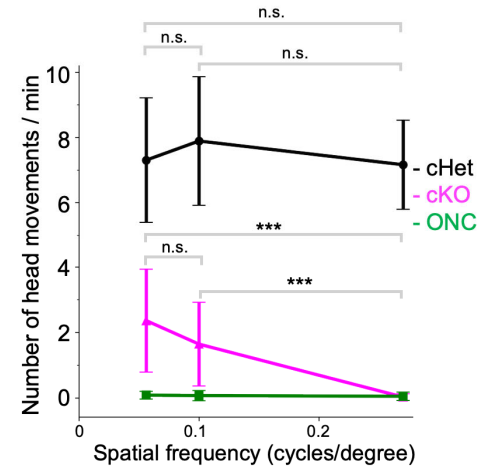 n.s.
n.s.
n.s.
10
8
6
4
2
0
Number of head movements / min
- cHet
- cKO
- ONC
***
n.s.
***
0
0.1
0.2
Spatial frequency (cycles/degree)